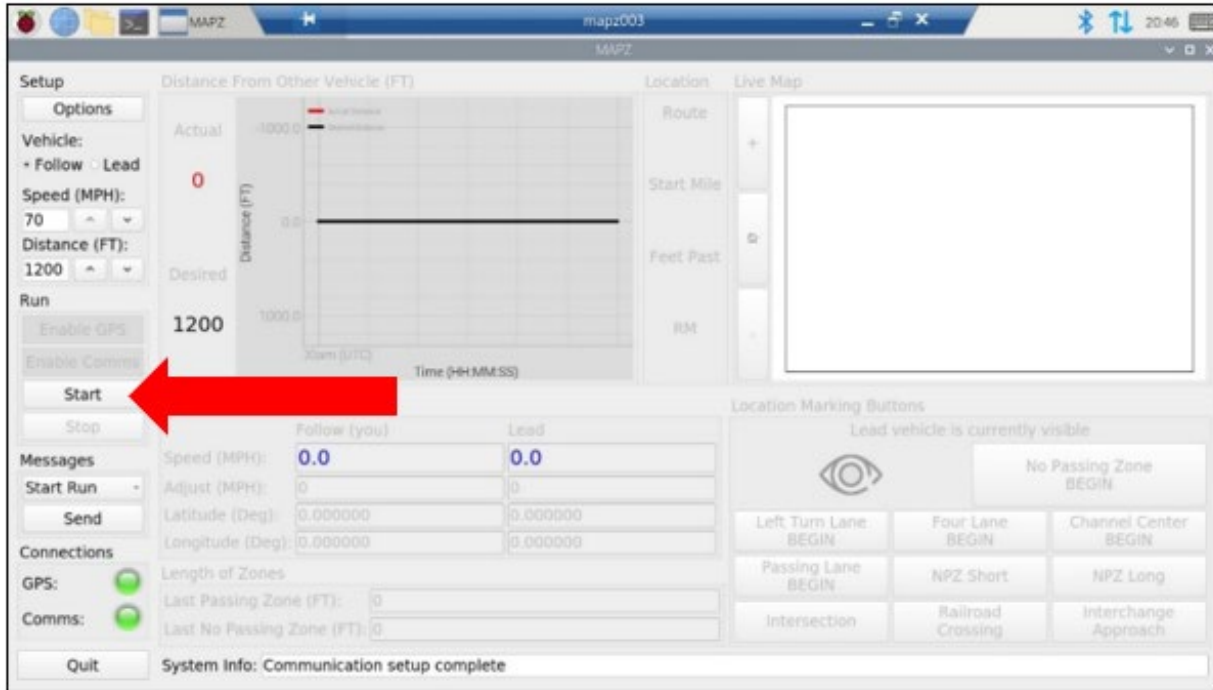 MAPZ
mapz003
20:46
MAPZ
Setup
Options
Vehicle:
Follow Lead
Speed (MPH):
70
Distance (FT):
1200
Run
Enable GPS
Enable Comms
Start
Stop
Messages
Start Run
Send
Connections
GPS:
Comms:
Quit
Distance From Other Vehicle (FT)
Actual
0
Desired
1200
Distance (FT)
-1000.0
0.0
1000.0
Time (HH:MM:SS)
Location
Route
Start Mile
Feet Past
RM
Live Map
+
-
Follow (you) Lead
Speed (MPH): 0.0 0.0
Adjust (MPH): 0 0
Latitude (Deg): 0.000000 0.000000
Longitude (Deg): 0.000000 0.000000
Length of Zones
Last Passing Zone (FT): 0
Last No Passing Zone (FT): 0
Location Marking Buttons
Lead vehicle is currently visible
No Passing Zone
BEGIN
Left Turn Lane
BEGIN
Four Lane
BEGIN
Channel Center
BEGIN
Passing Lane
BEGIN
NPZ Short
NPZ Long
Intersection
Railroad
Crossing
Interchange
Approach
System Info: Communication setup complete